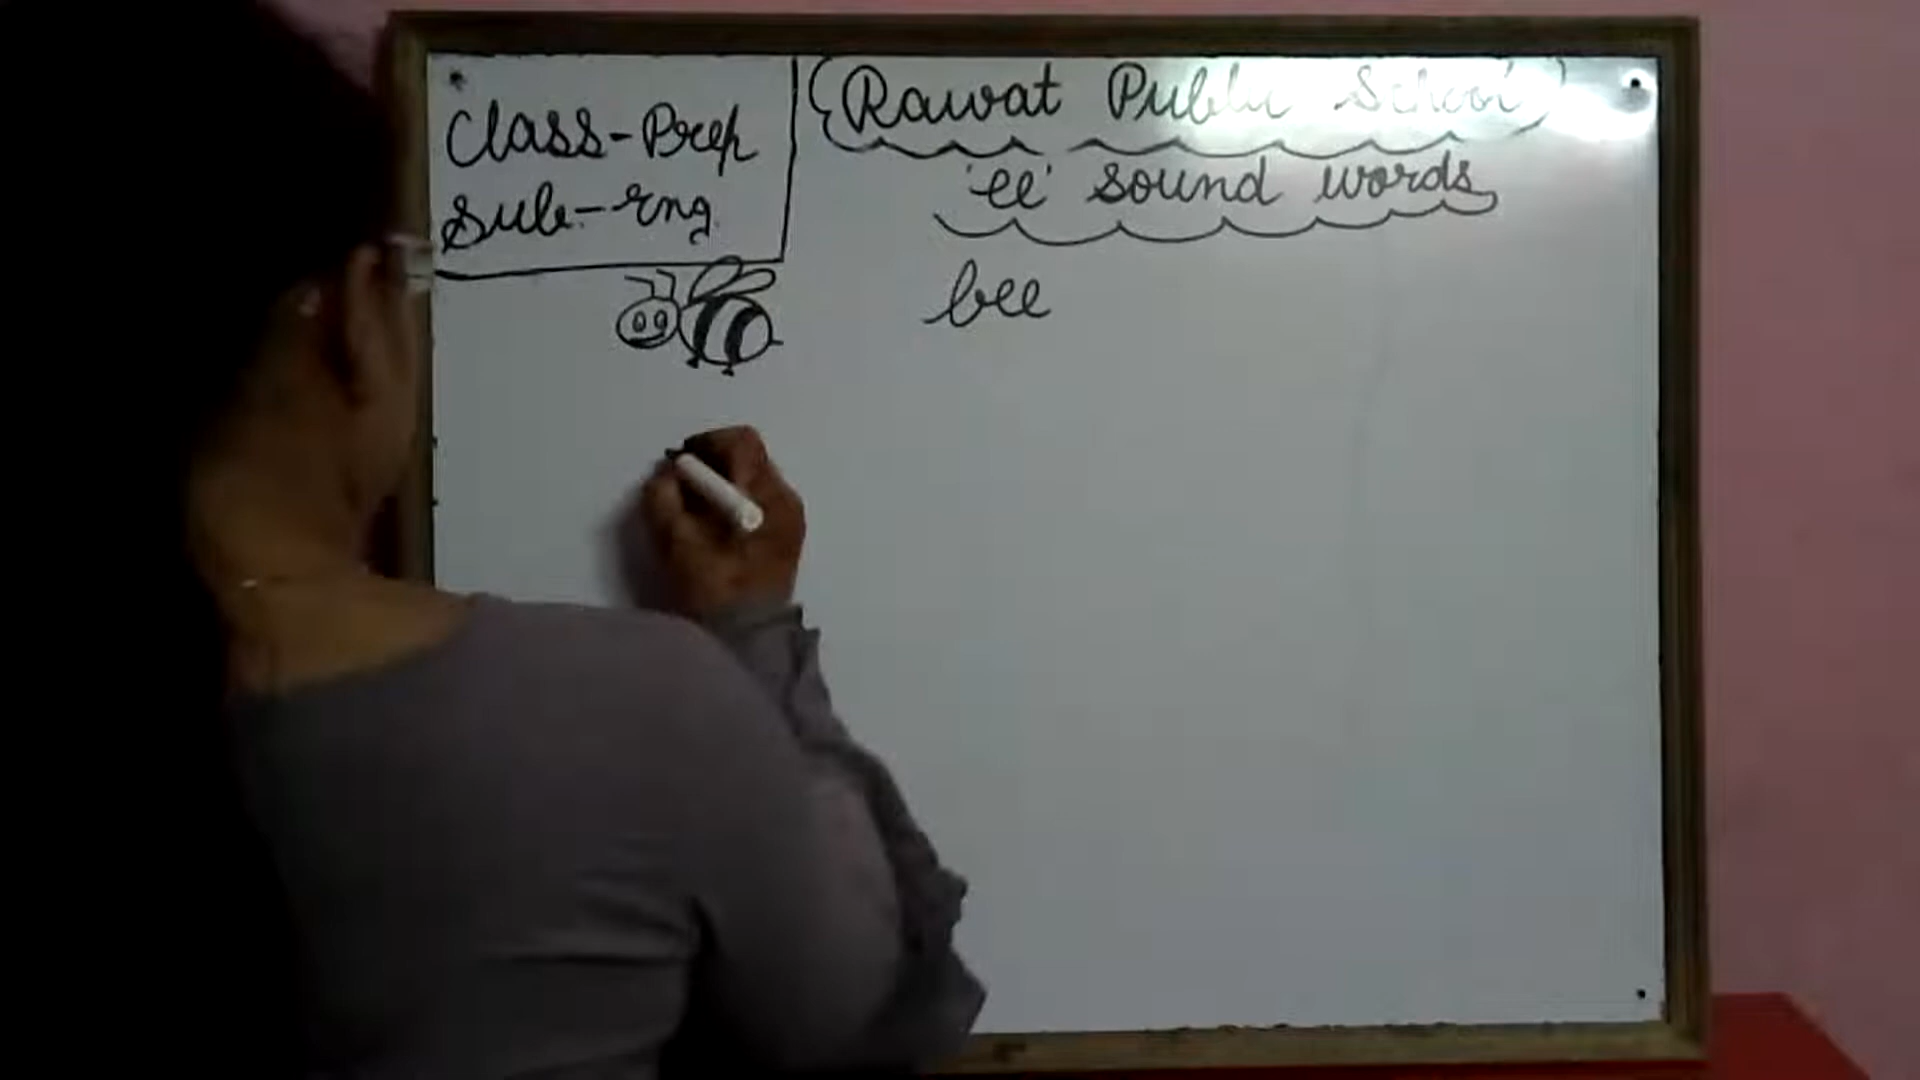 Class-Prep
Sub-Eng.
Rawat Public School
'ee' sound words
bee